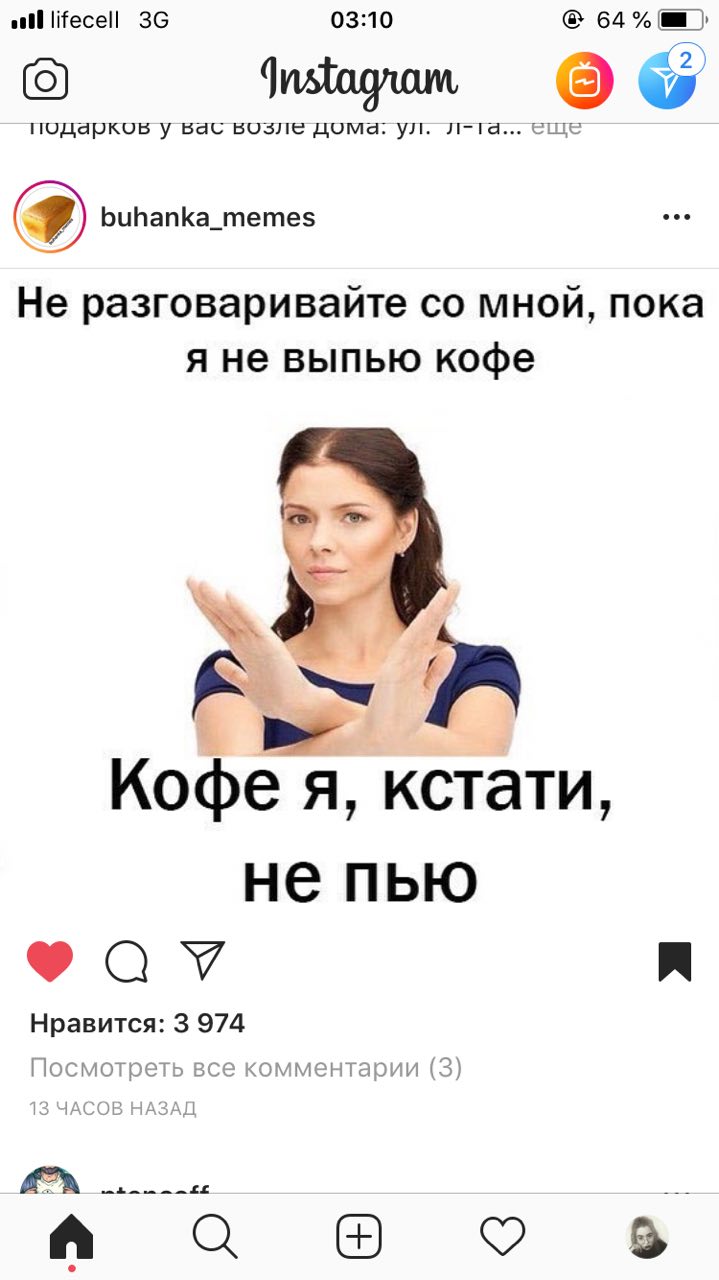 lifecell 3G 03:10 64 %
Instagram 2
подарков у вас возле дома: ул. Л-та... еще
buhanka_memes
Не разговаривайте со мной, пока
я не выпью кофе
Кофе я, кстати,
не пью
Нравится: 3 974
Посмотреть все комментарии (3)
13 ЧАСОВ НАЗАД